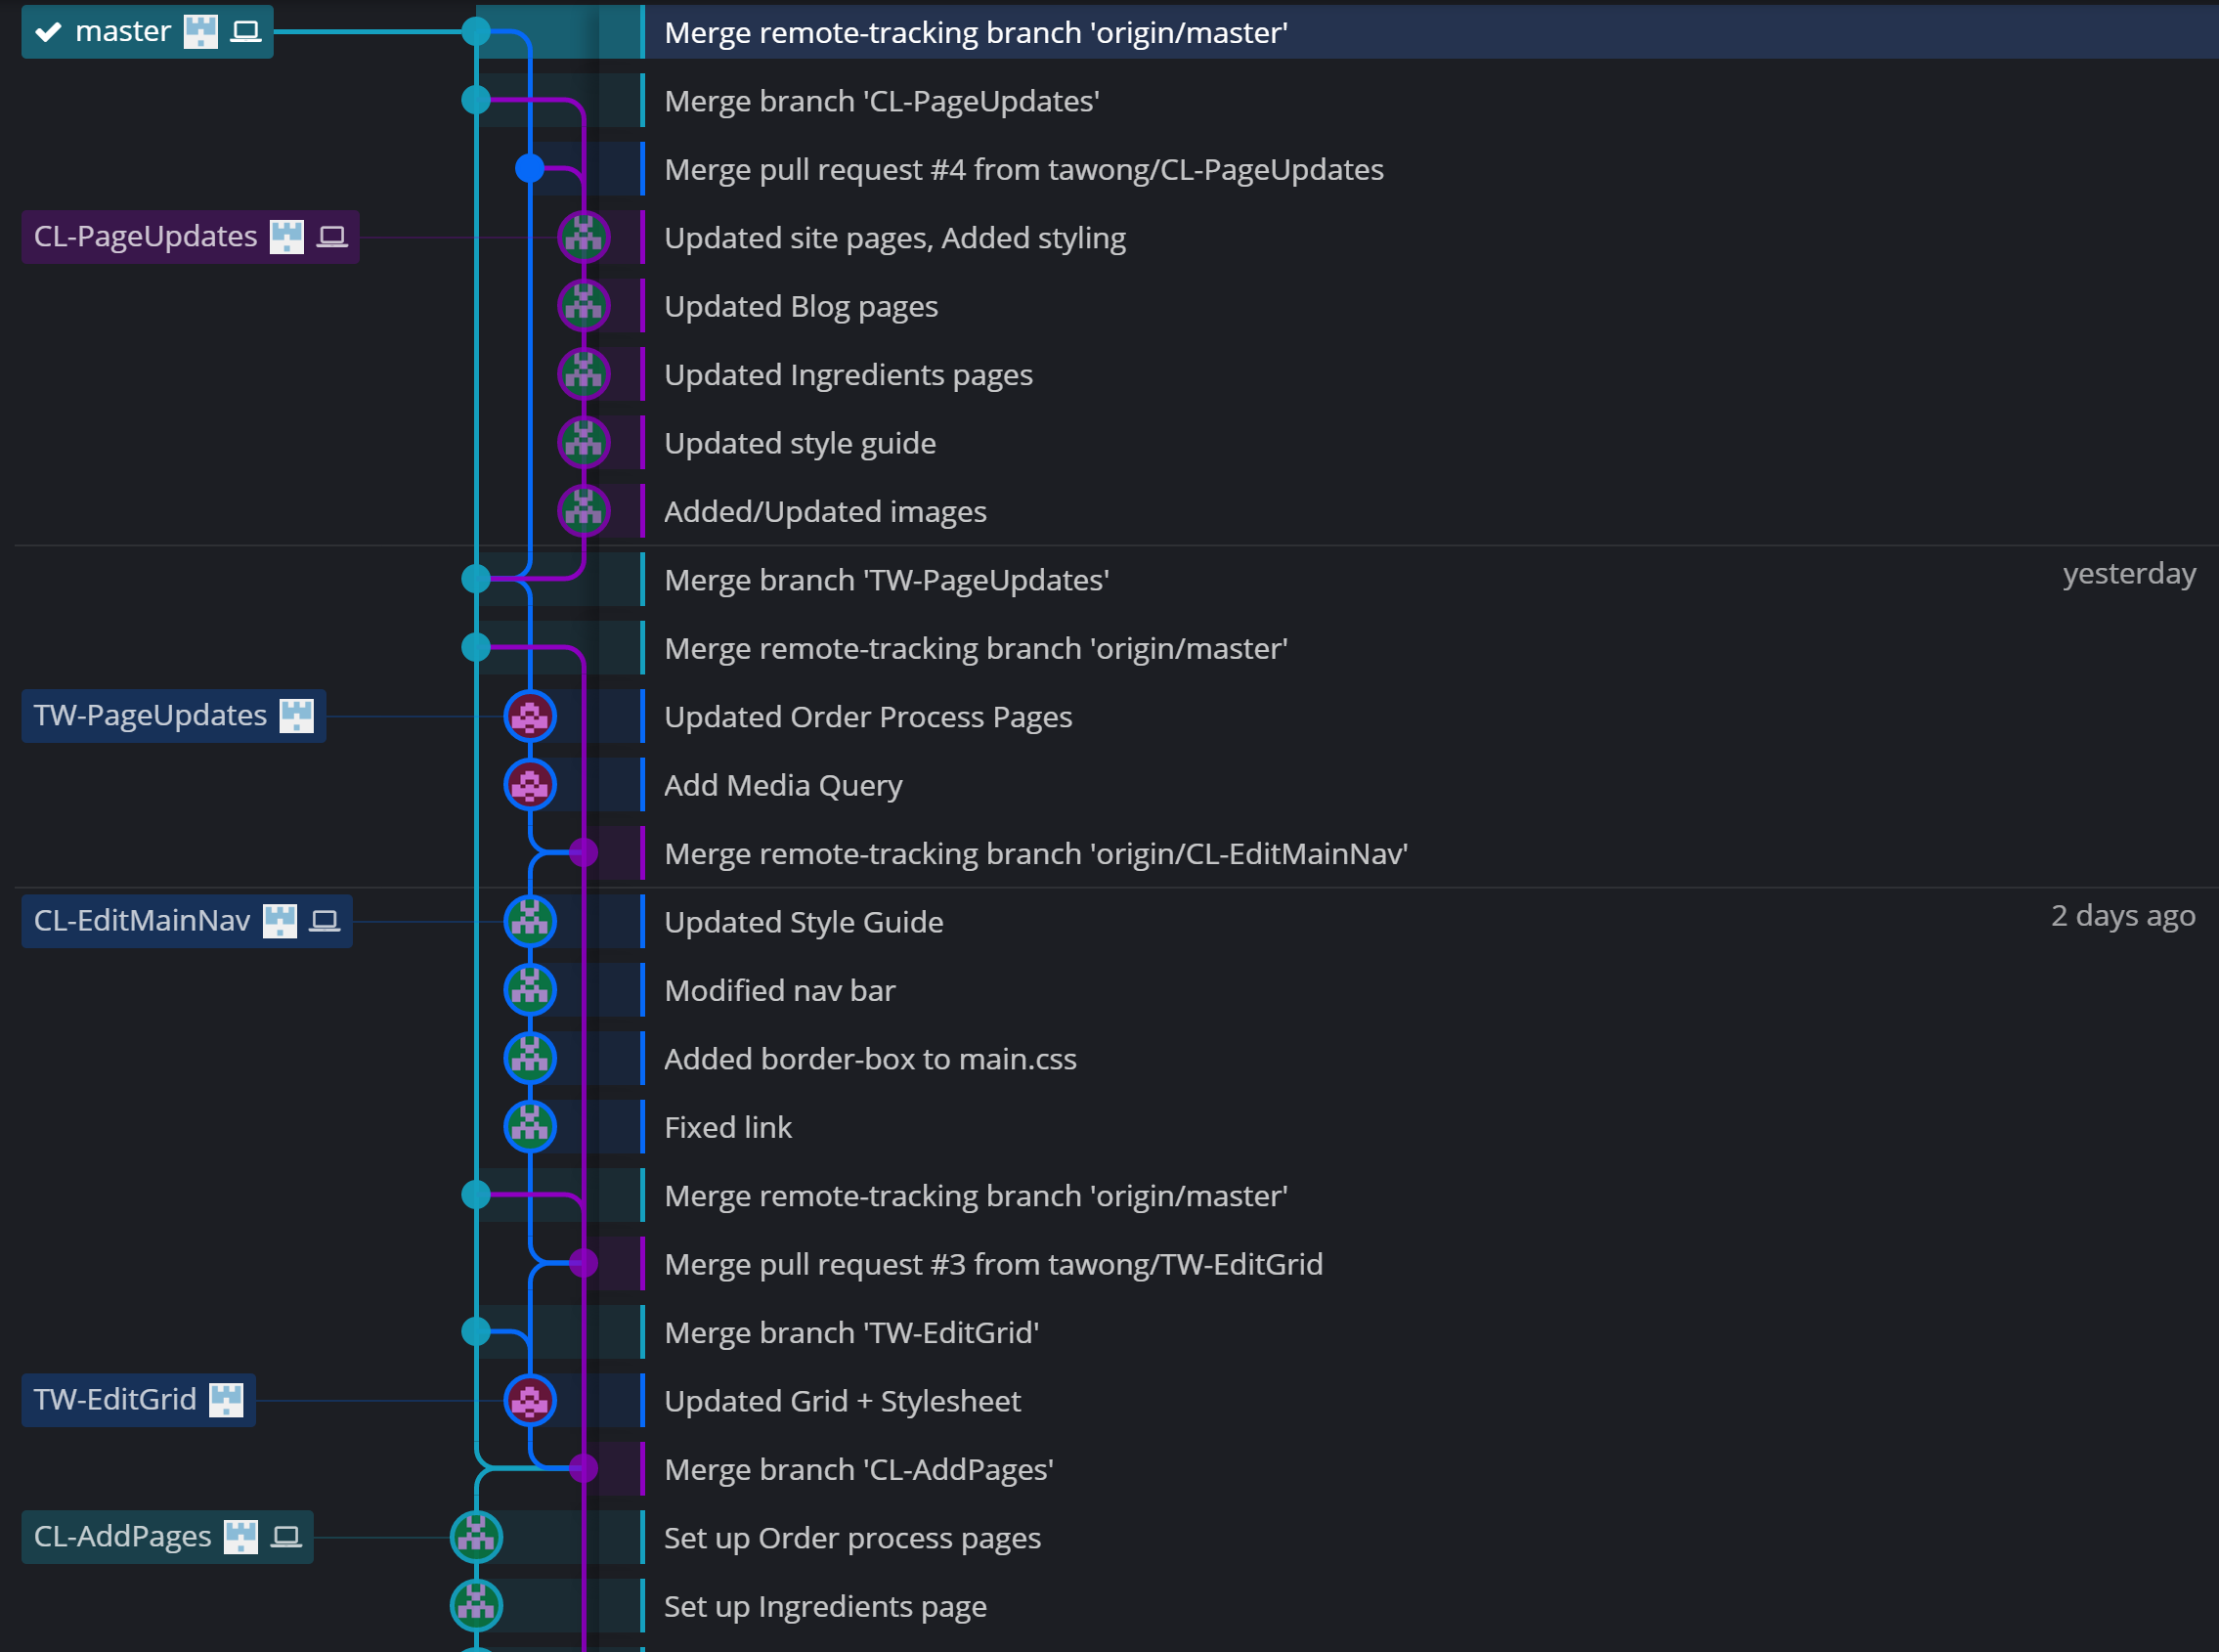 master Merge remote-tracking branch 'origin/master'
Merge branch 'CL-PageUpdates'
Merge pull request #4 from tawong/CL-PageUpdates
CL-PageUpdates Updated site pages, Added styling
Updated Blog pages
Updated Ingredients pages
Updated style guide
Added/Updated images
Merge branch 'TW-PageUpdates' yesterday
Merge remote-tracking branch 'origin/master'
TW-PageUpdates Updated Order Process Pages
Add Media Query
Merge remote-tracking branch 'origin/CL-EditMainNav'
CL-EditMainNav Updated Style Guide 2 days ago
Modified nav bar
Added border-box to main.css
Fixed link
Merge remote-tracking branch 'origin/master'
Merge pull request #3 from tawong/TW-EditGrid
Merge branch 'TW-EditGrid'
TW-EditGrid Updated Grid + Stylesheet
Merge branch 'CL-AddPages'
CL-AddPages Set up Order process pages
Set up Ingredients page